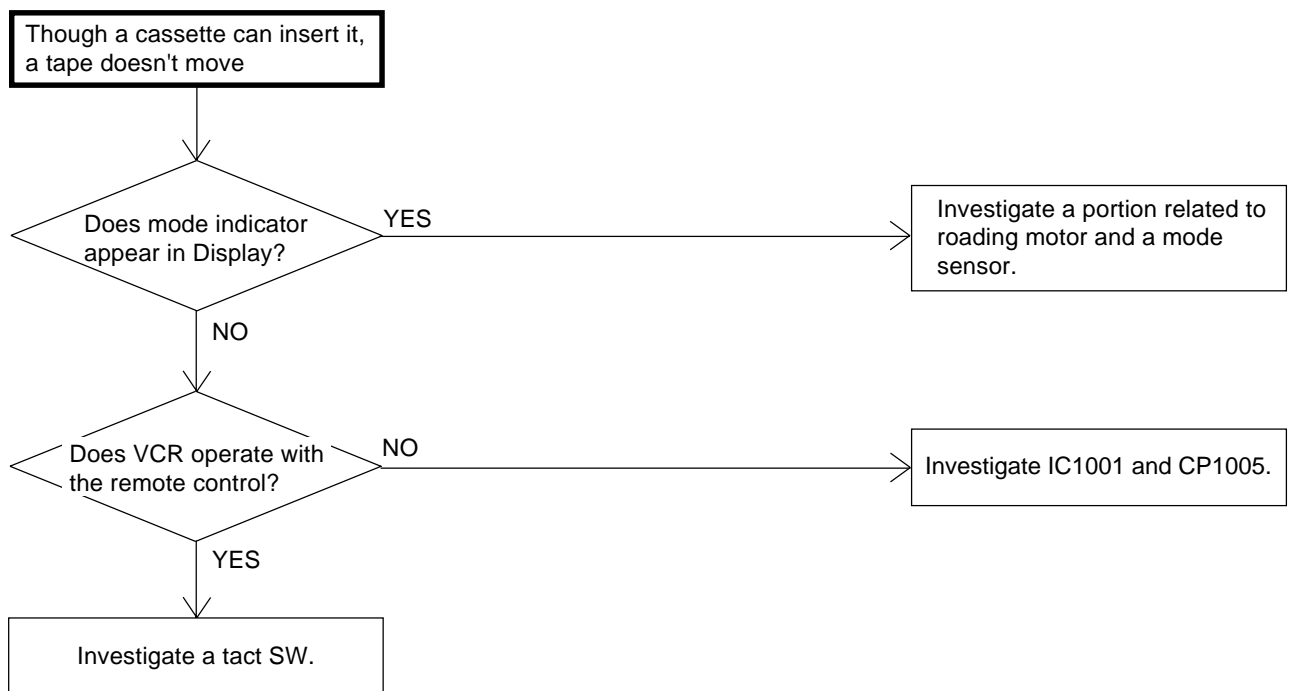 Though a cassette can insert it,
a tape doesn't move
Does mode indicator
appear in Display?
YES
Investigate a portion related to
roading motor and a mode
sensor.
NO
Does VCR operate with
the remote control?
NO
Investigate IC1001 and CP1005.
YES
Investigate a tact SW.